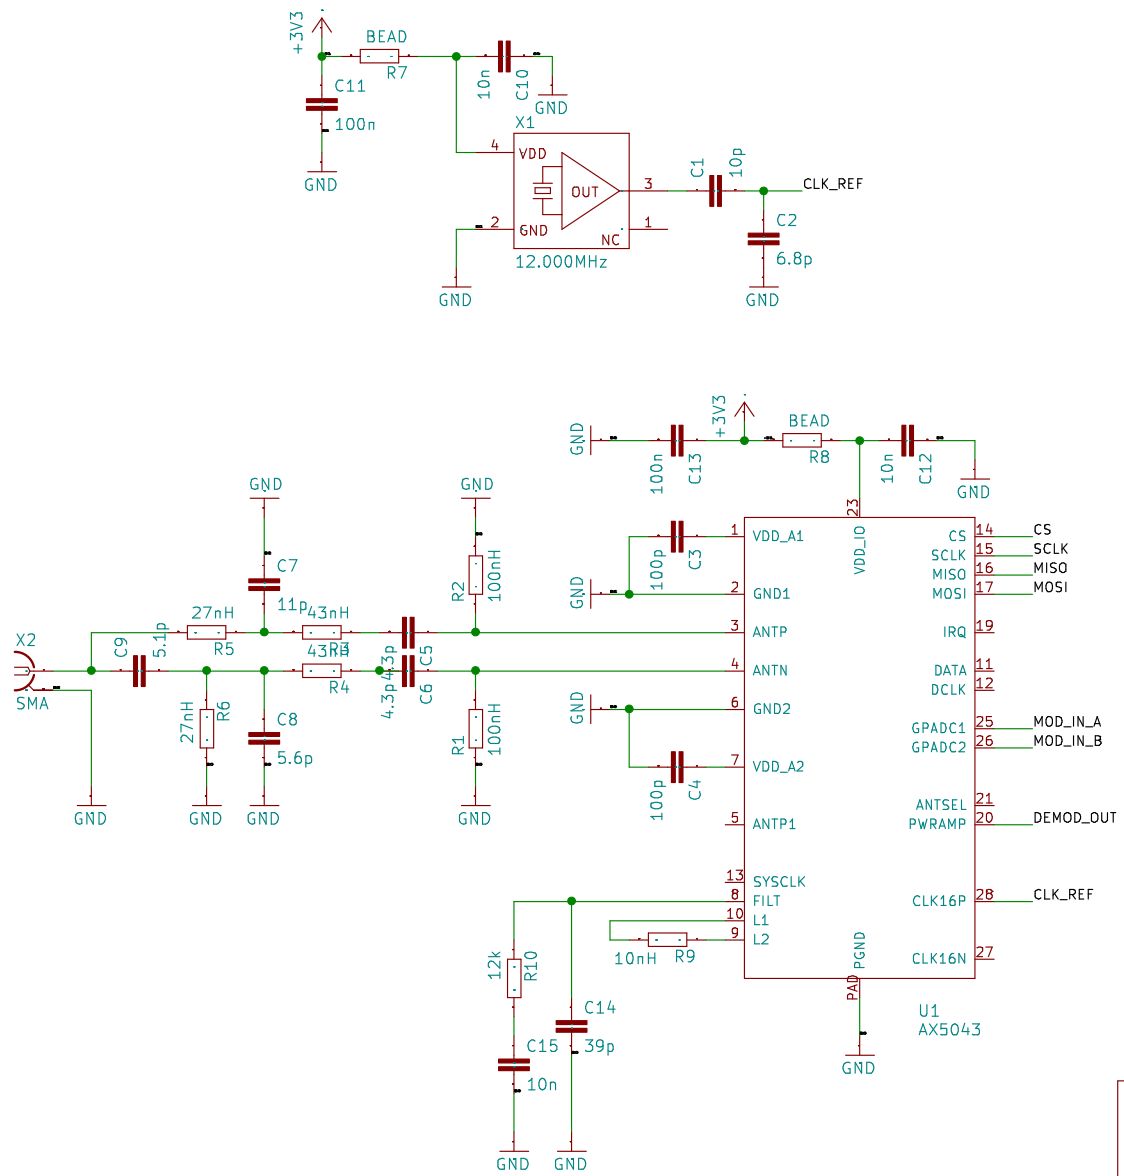 +3V3
BEAD
R7
C11
100n
GND
10n
C10
GND
X1
4
VDD
OUT
3
2
GND
1
NC
12.000MHz
GND
C1
10p
CLK_REF
C2
6.8p
GND
+3V3
BEAD
R8
GND
100n
C13
10n
C12
GND
23
VDD_IO
1
VDD_A1
100p
C3
GND
2
GND1
3
ANTP
4
ANTN
GND
6
GND2
7
VDD_A2
100p
C4
5
ANTP1
13
SYSCLK
8
FILT
10
L1
9
L2
10nH
R9
CS
14
CS
SCLK
15
SCLK
MISO
16
MISO
MOSI
17
MOSI
IRQ
19
DATA
11
DCLK
12
GPADC1
25
MOD_IN_A
GPADC2
26
MOD_IN_B
ANTSEL
21
PWRAMP
20
DEMOD_OUT
CLK16P
28
CLK_REF
CLK16N
27
PGND
PAD
U1
AX5043
GND
GND
C7
11p
GND
R2
100nH
27nH
R5
43nH
R3
4.3p
C5
X2
SMA
C9
5.1p
43nH
R4
4.3p
C6
27nH
R6
C8
5.6p
R1
100nH
GND
GND
GND
GND
12k
R10
C14
39p
C15
10n
GND
GND